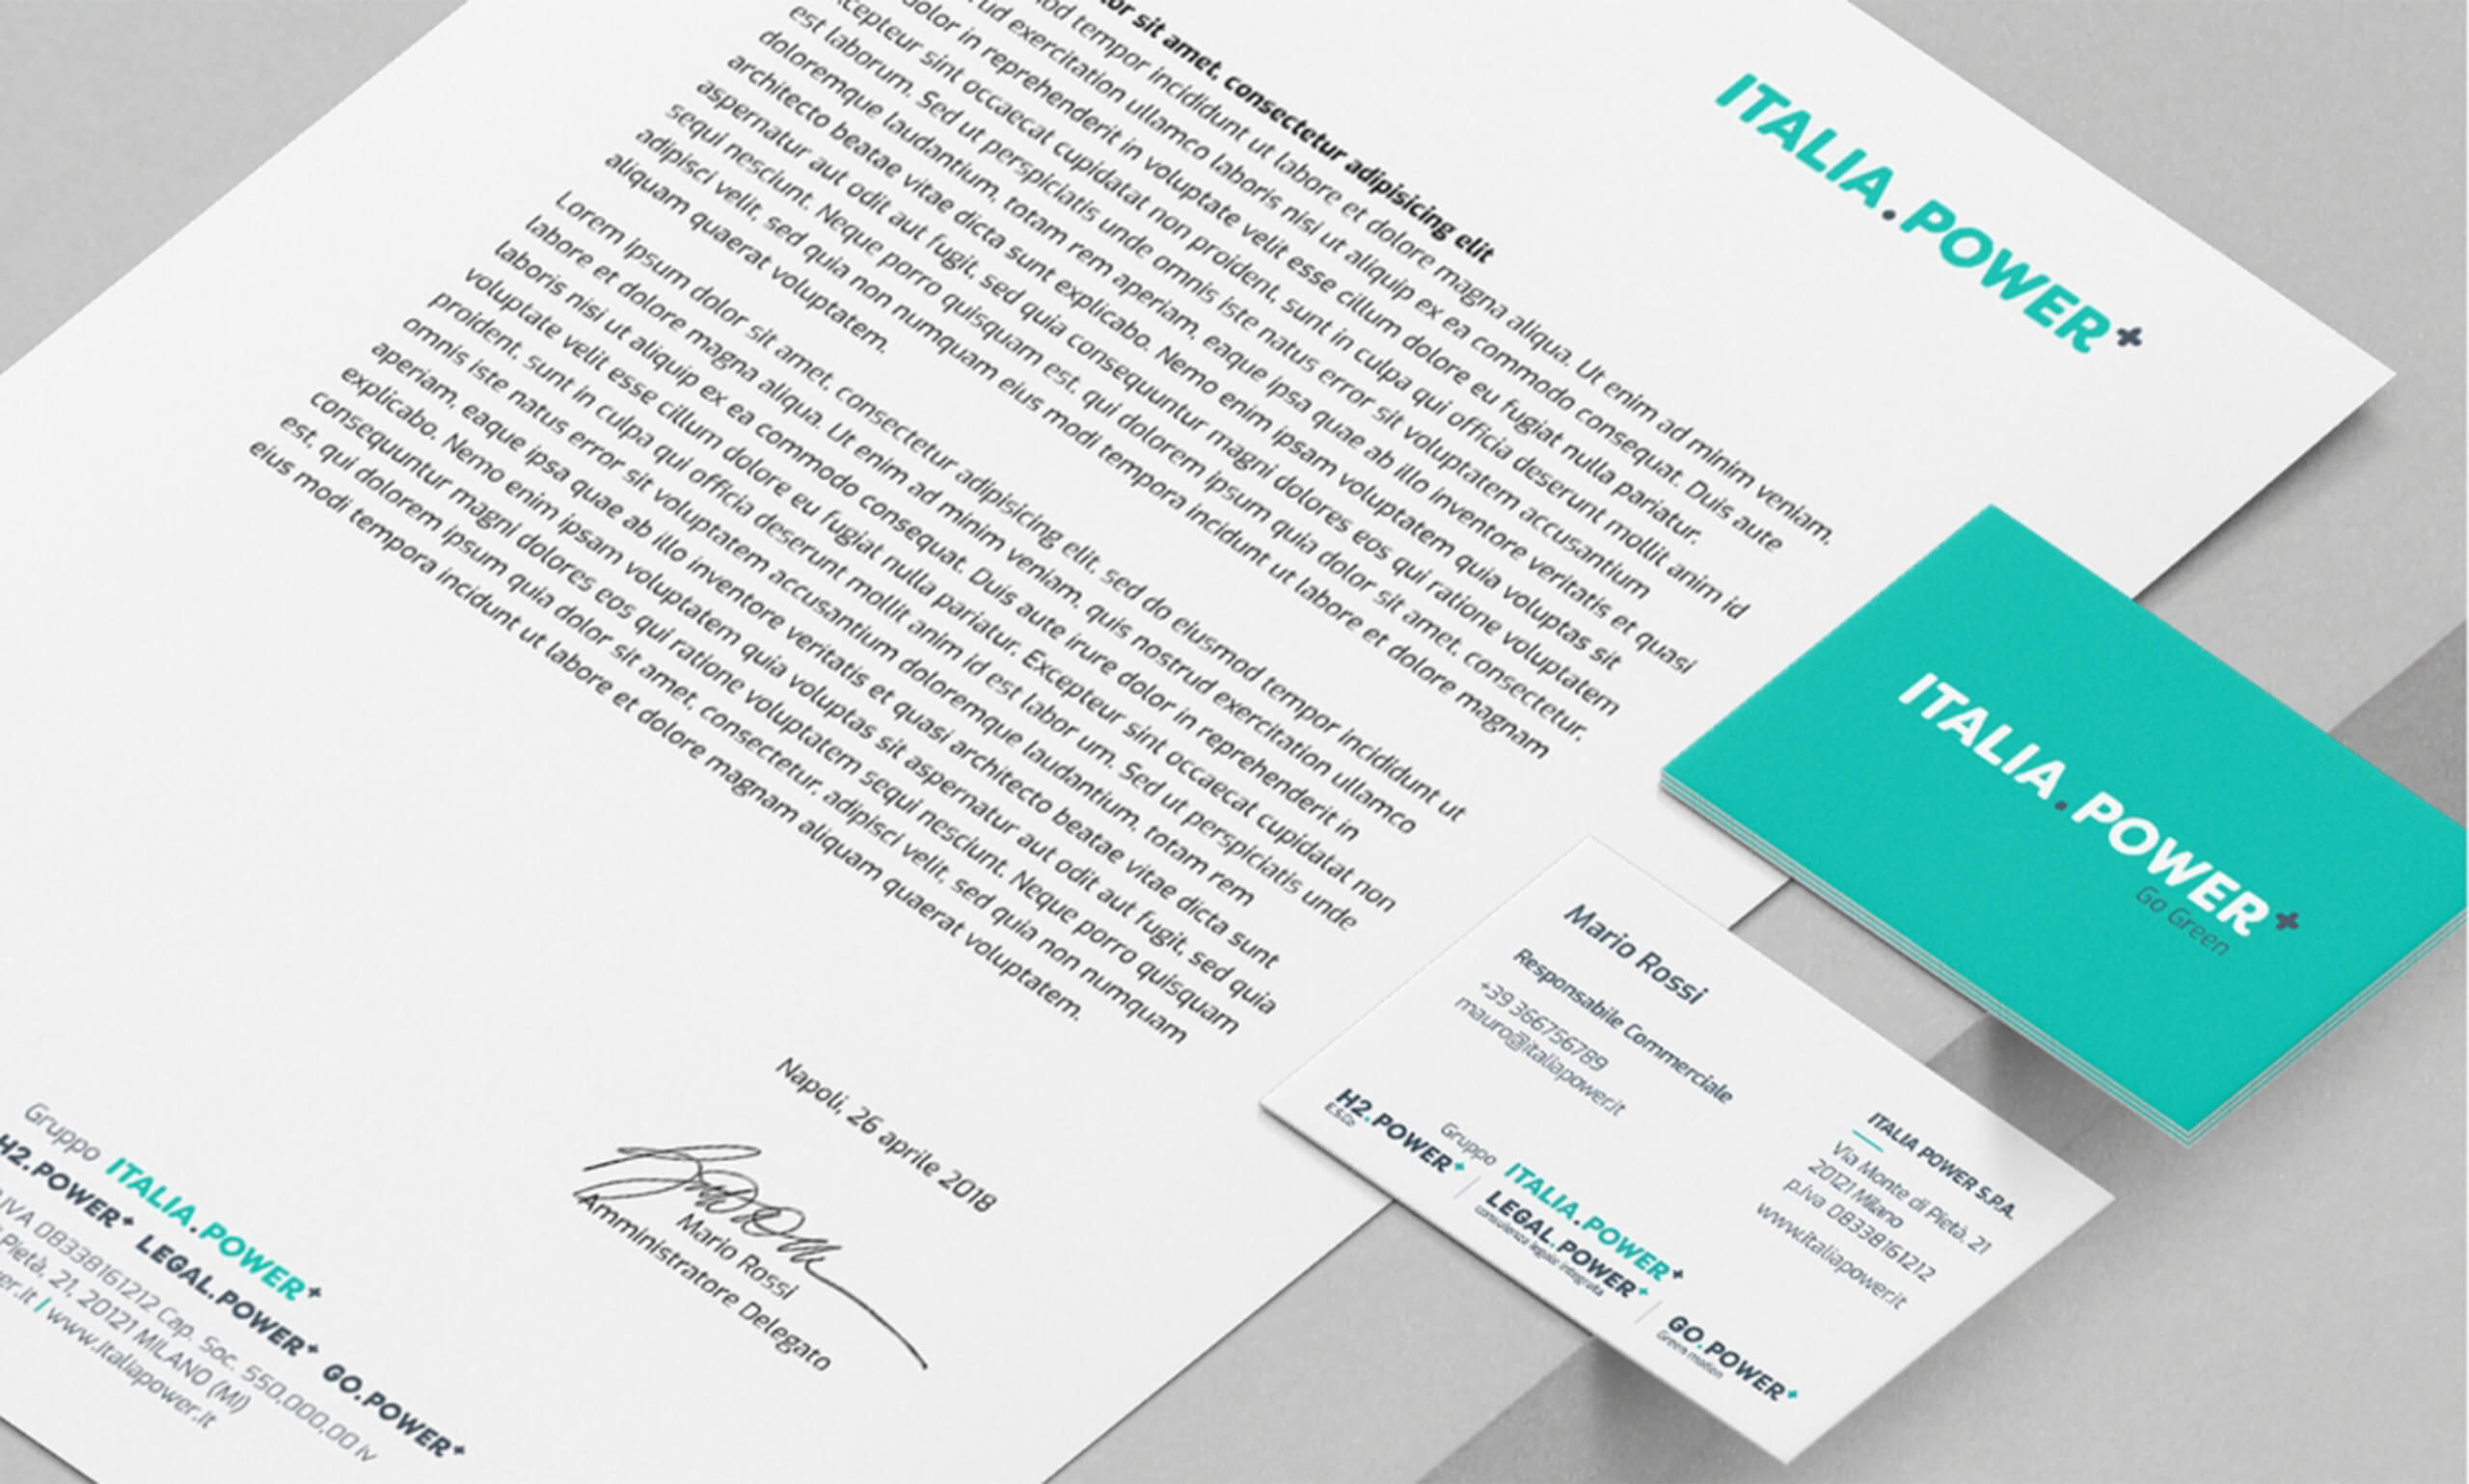 ITALIA.POWER+
sit amet, consectetur adipisicing elit
tempor incididunt ut labore et dolore magna aliqua. Ut enim ad minim veniam,
exercitation ullamco laboris nisi ut aliquip ex ea commodo consequat. Duis aute
dolor in reprehenderit in voluptate velit esse cillum dolore eu fugiat nulla pariatur.
cepteur sint occaecat cupidatat non proident, sunt in culpa qui officia deserunt mollit anim id
est laborum. Sed ut perspiciatis unde omnis iste natus error sit voluptatem accusantium
doloremque laudantium, totam rem aperiam, eaque ipsa quae ab illo inventore veritatis et quasi
architecto beatae vitae dicta sunt explicabo. Nemo enim ipsam voluptatem quia voluptas sit
aspernatur aut odit aut fugit, sed quia consequuntur magni dolores eos qui ratione voluptatem
sequi nesciunt. Neque porro quisquam est, qui dolorem ipsum quia dolor sit amet, consectetur,
adipisci velit, sed quia non numquam eius modi tempora incidunt ut labore et dolore magnam
aliquam quaerat voluptatem.
Lorem ipsum dolor sit amet, consectetur adipisicing elit, sed do eiusmod tempor incididunt ut
labore et dolore magna aliqua. Ut enim ad minim veniam, quis nostrud exercitation ullamco
laboris nisi ut aliquip ex ea commodo consequat. Duis aute irure dolor in reprehenderit in
voluptate velit esse cillum dolore eu fugiat nulla pariatur. Excepteur sint occaecat cupidatat non
proident, sunt in culpa qui officia deserunt mollit anim id est labor um. Sed ut perspiciatis unde
omnis iste natus error sit voluptatem accusantium doloremque laudantium, totam rem
aperiam, eaque ipsa quae ab illo inventore veritatis et quasi architecto beatae vitae dicta sunt
explicabo. Nemo enim ipsam voluptatem quia voluptas sit aspernatur aut odit aut fugit, sed quia
consequuntur magni dolores eos qui ratione voluptatem sequi nesciunt. Neque porro quisquam
est, qui dolorem ipsum quia dolor sit amet, consectetur, adipisci velit, sed quia non numquam
eius modi tempora incidunt ut labore et dolore magnam aliquam quaerat voluptatem.
Napoli, 26 aprile 2018
Mario Rossi
Amministratore Delegato
Gruppo ITALIA.POWER+
H2.POWER+ LEGAL.POWER+ GO.POWER+
IVA 0833816212 Cap. Soc. 550.000,00 iv
Pietà, 21, 20121 MILANO (MI)
er.it / www.italiapower.it
ITALIA.POWER+
Go Green
Mario Rossi
Responsabile Commerciale
+39 366756789
mauro@italiapower.it
ITALIA POWER S.P.A.
Via Monte di Pietà, 21
20121 Milano
p.iva 0833816212
www.italiapower.it
Gruppo ITALIA.POWER+
H2.POWER+
E.S.Co.
LEGAL.POWER+
consulenza legale integrata
GO.POWER+
Green mation